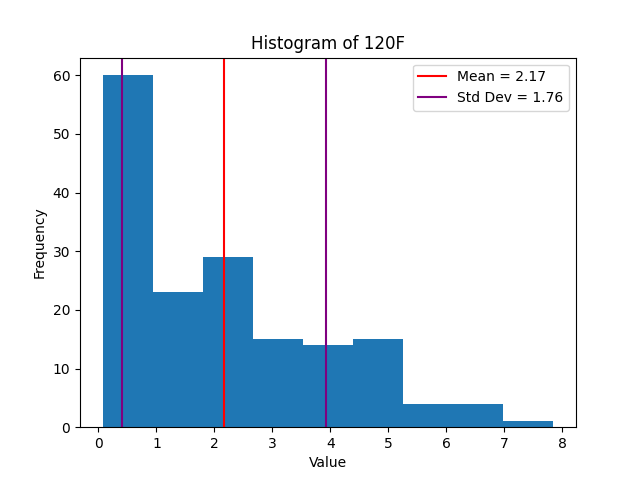 Histogram of 120F
Mean = 2.17
Std Dev = 1.76
Frequency
60
50
40
30
20
10
0
0 1 2 3 4 5 6 7 8
Value